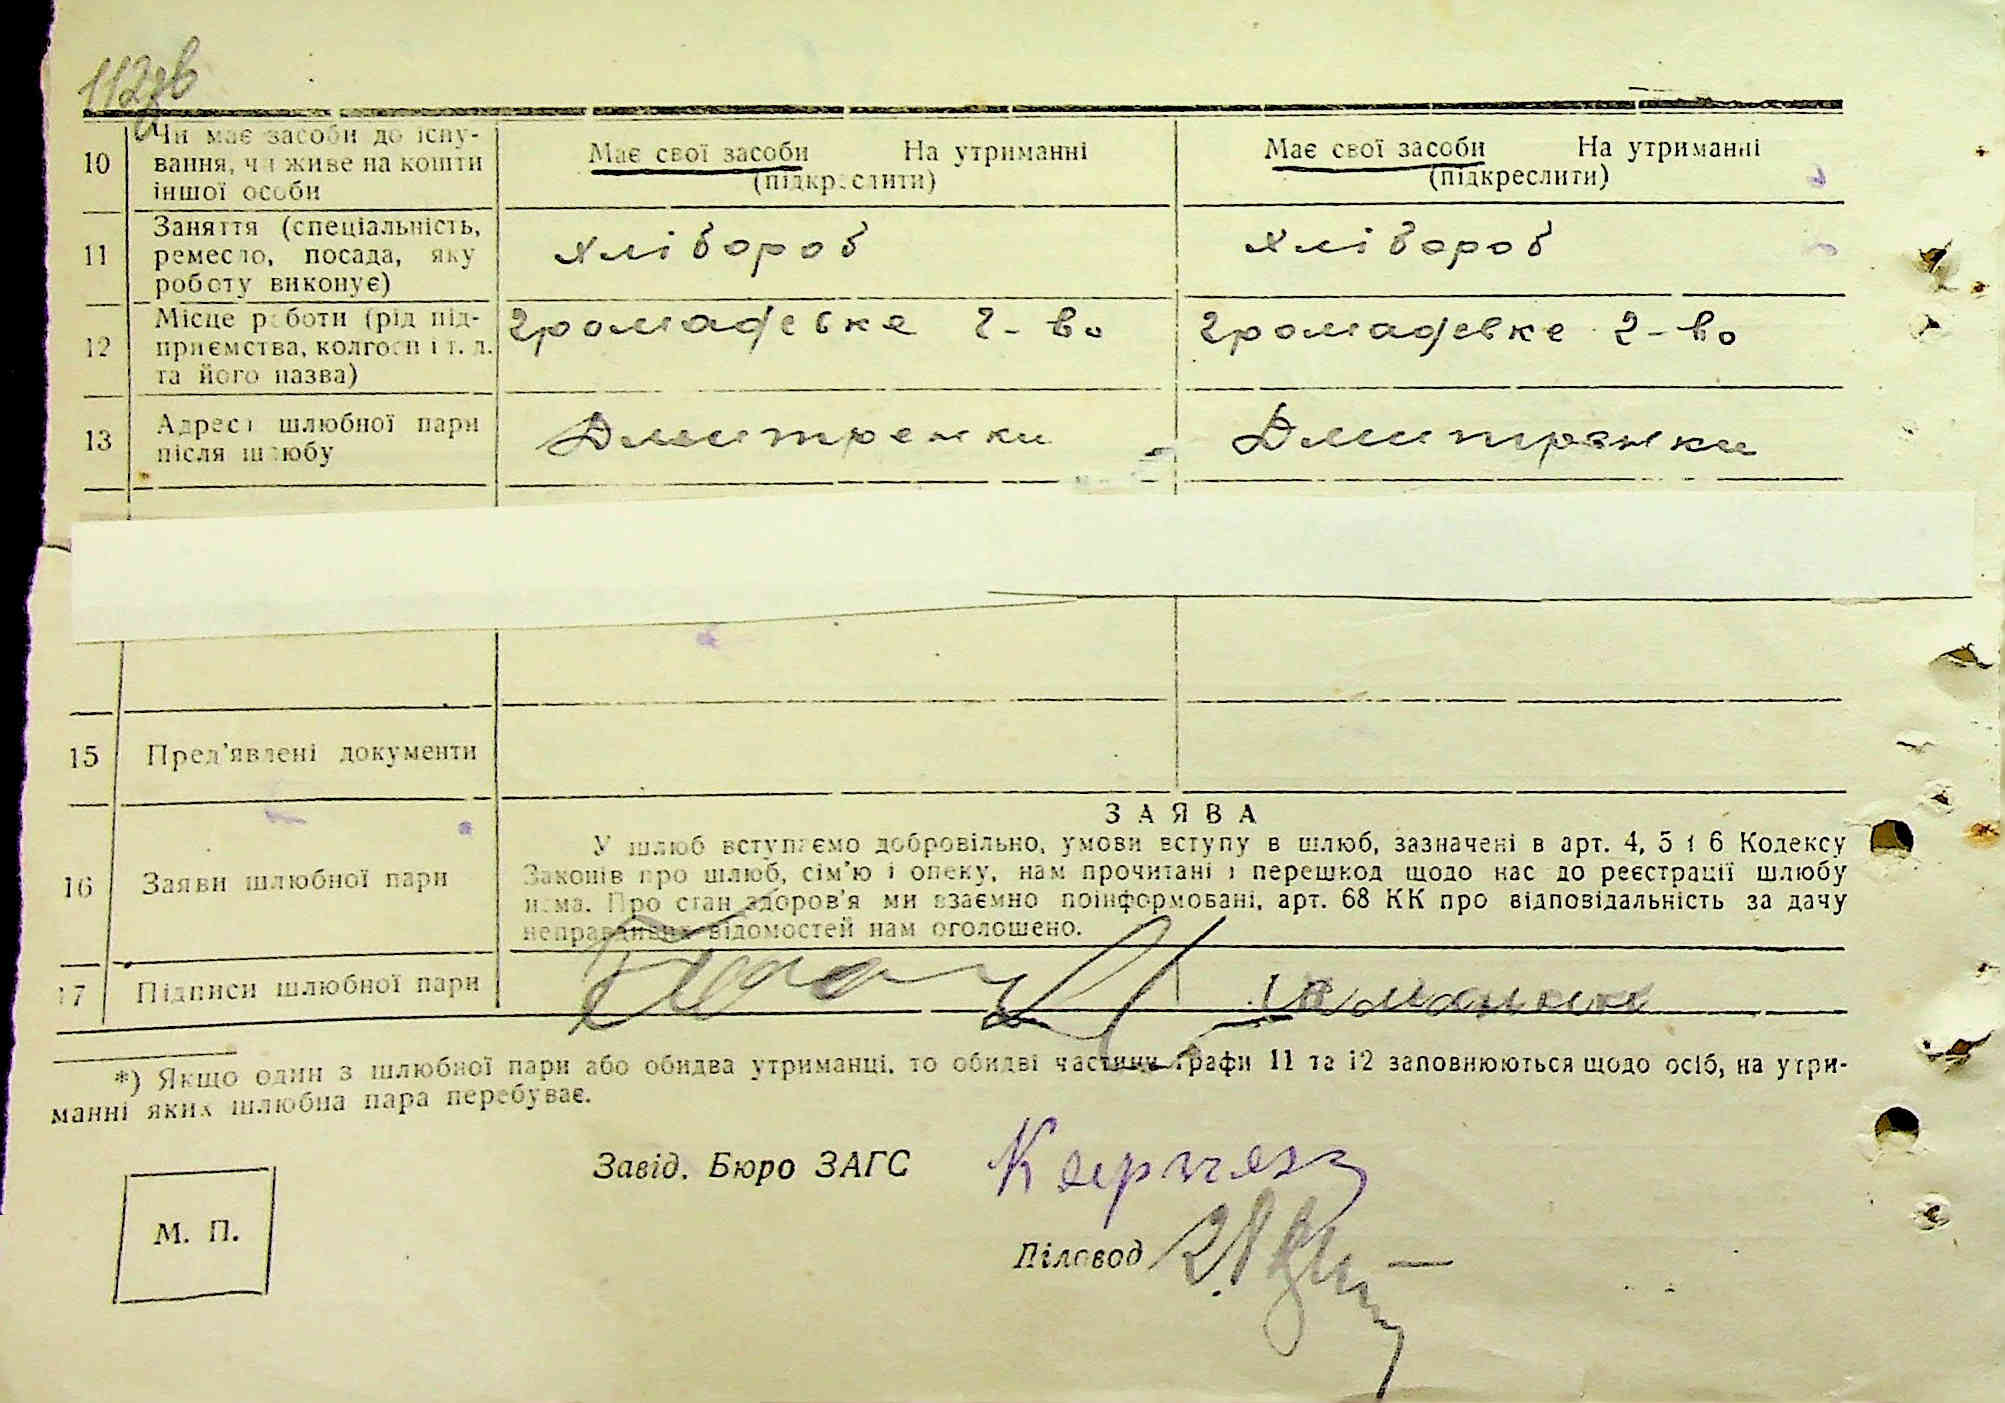 112зв
10 Чи має засоби до існу-
вання, чи живе на кошти
іншої особи
Має свої засоби На утриманні
(підкреслити)
Має свої засоби На утриманні
(підкреслити)
11 Заняття (спеціальність,
ремесло, посада, яку
роботу виконує)
хлібороб
хлібороб
12 Місце роботи (рід під-
приємства, колгосп і т. д.
та його назва)
громадське г-во
громадське г-во
13 Адреса шлюбної пари
після шлюбу
Дмитренки
Дмитренки
15 Пред'явлені документи
16 Заяви шлюбної пари
ЗАЯВА
У шлюб вступаємо добровільно, умови вступу в шлюб, зазначені в арт. 4, 5 і 6 Кодексу
Законів про шлюб, сім'ю і опеку, нам прочитані і перешкод щодо нас до реєстрації шлюбу
нема. Про стан здоров'я ми взаємно поінформовані, арт. 68 КК про відповідальність за дачу
неправдивих відомостей нам оголошено.
17 Підписи шлюбної пари
*) Якщо один з шлюбної пари або обидва утриманці, то обидві частини графи 11 та 12 заповнюються щодо осіб, на утри-
манні яких шлюбна пара перебуває.
Завід. Бюро ЗАГС
М. П.
Діловод